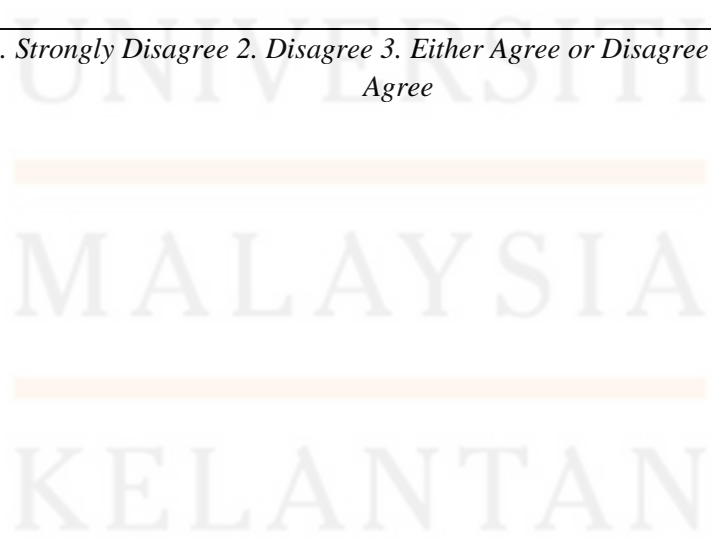 UNIVERSITI
. Strongly Disagree 2. Disagree 3. Either Agree or Disagree
Agree
MALAYSIA
KELANTAN